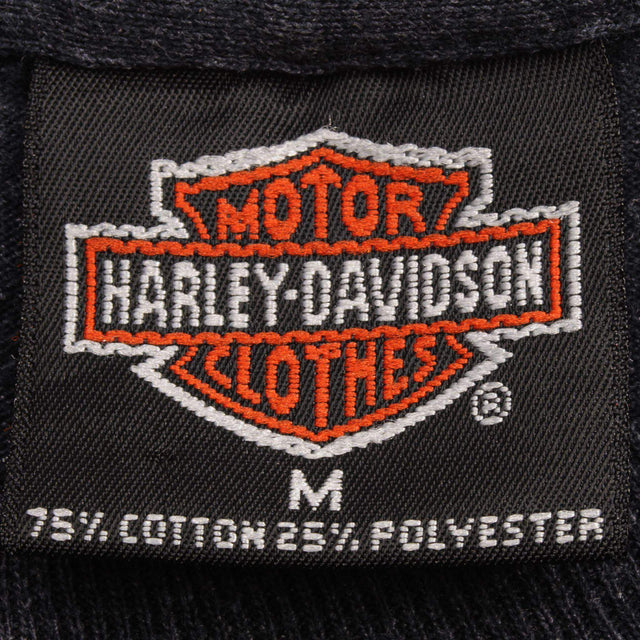 MOTOR
HARLEY-DAVIDSON
CLOTHES
®
M
75% COTTON 25% POLYESTER